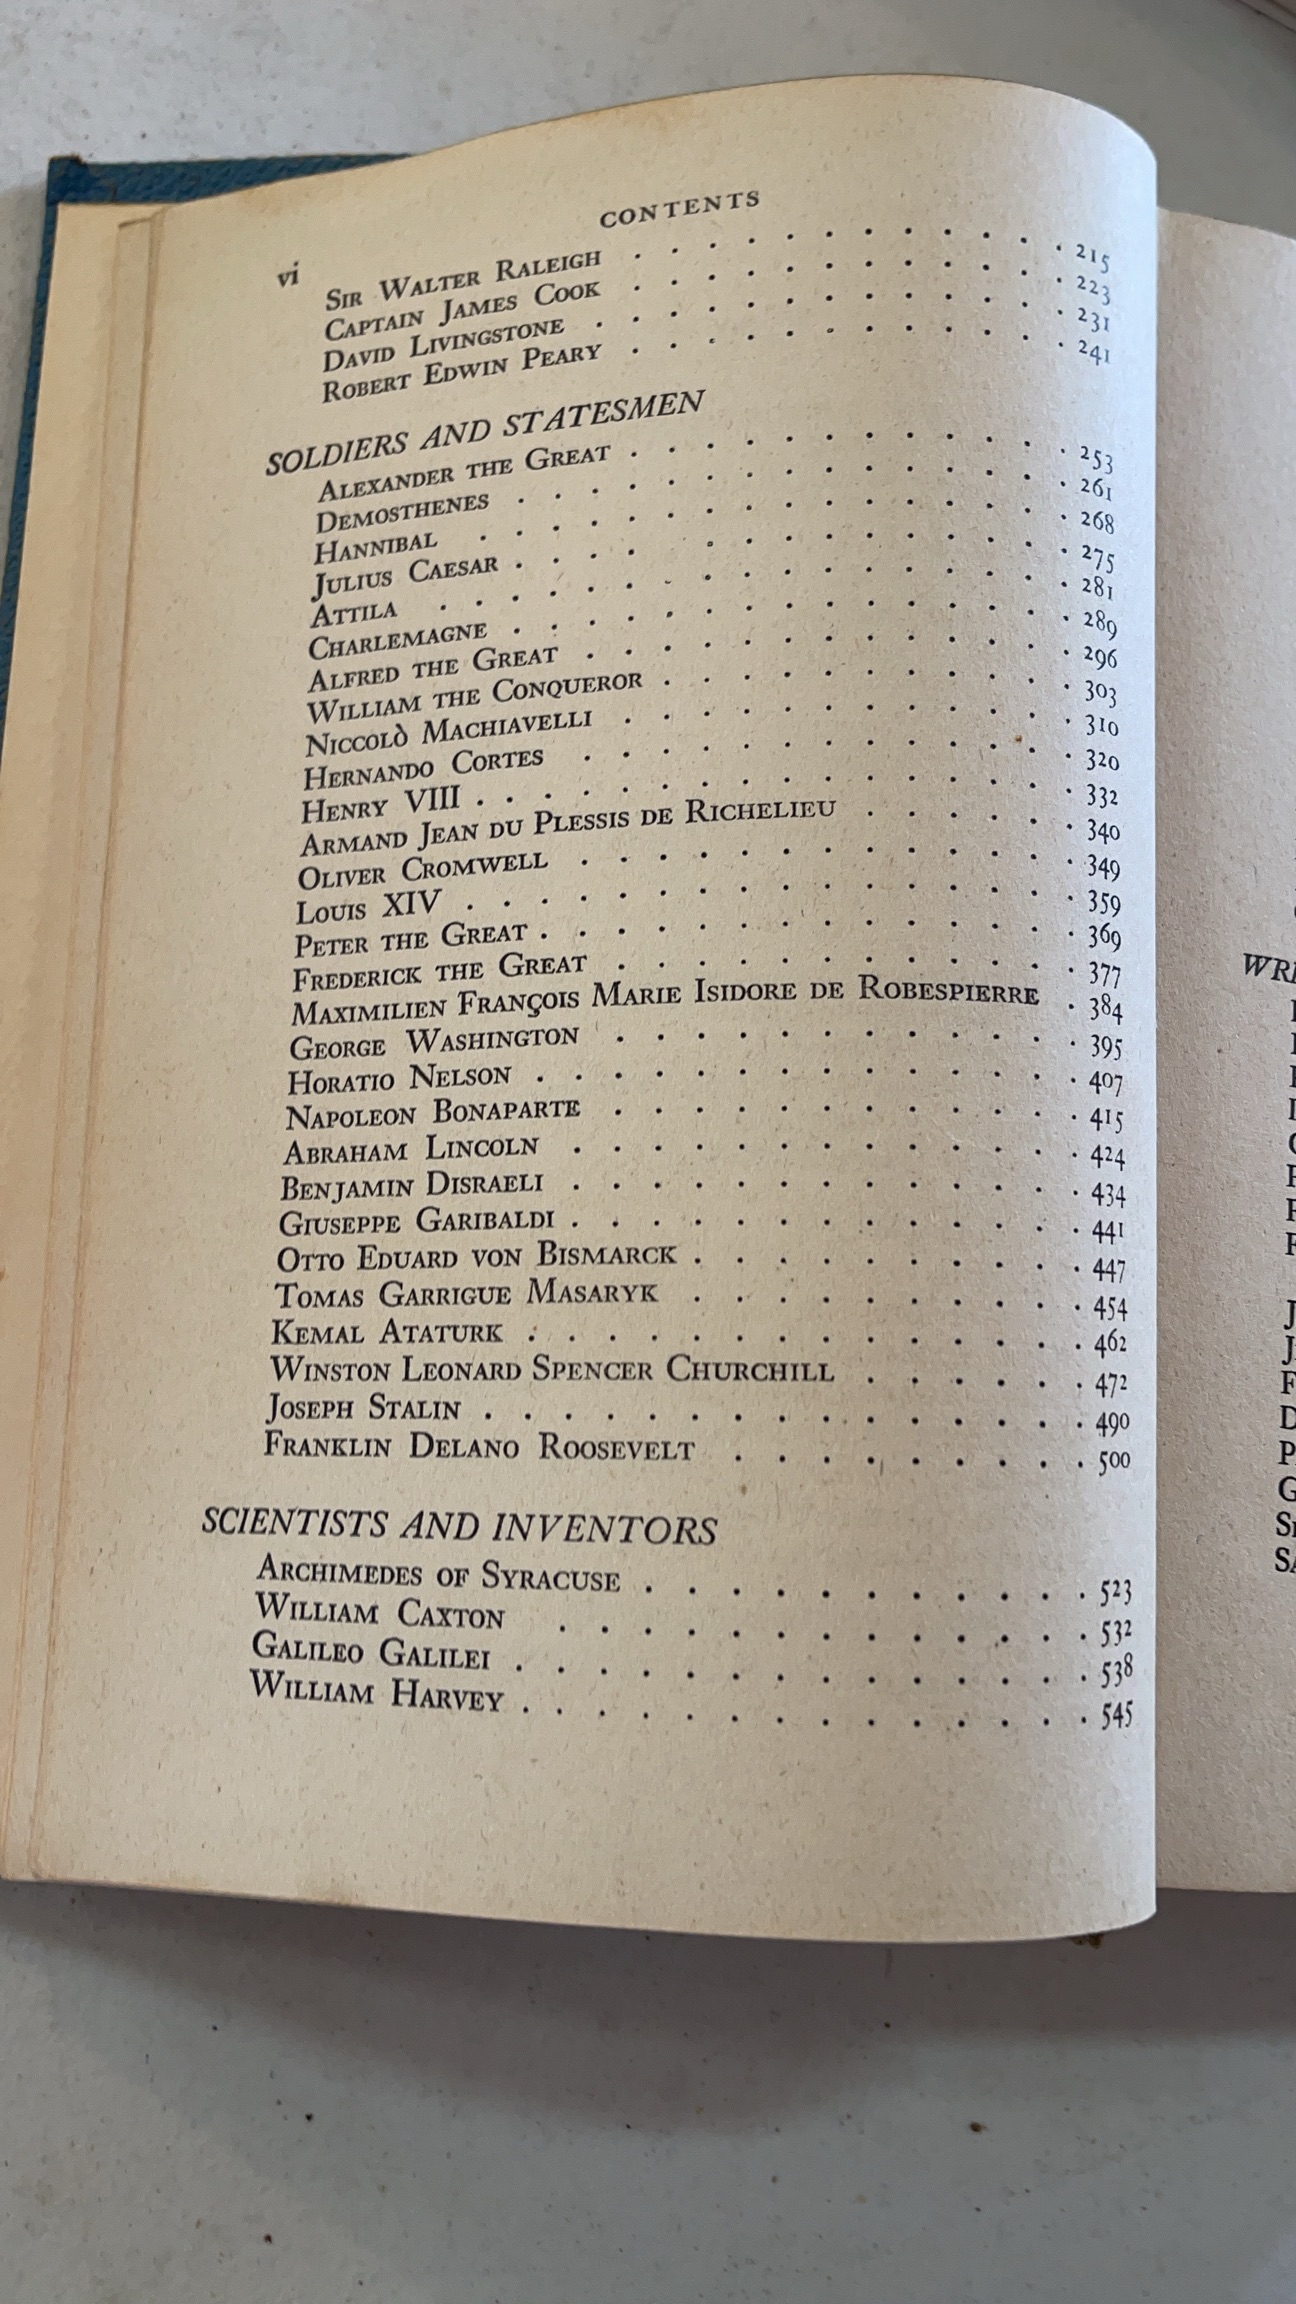 CONTENTS
vi
SIR WALTER RALEIGH . . . . . . . . . . . . 215
CAPTAIN JAMES COOK . . . . . . . . . . . . 223
DAVID LIVINGSTONE . . . . . . . . . . . . . 231
ROBERT EDWIN PEARY . . . . . . . . . . . . 241
SOLDIERS AND STATESMEN
ALEXANDER THE GREAT . . . . . . . . . . . . 253
DEMOSTHENES . . . . . . . . . . . . . . . 261
HANNIBAL . . . . . . . . . . . . . . . . 268
JULIUS CAESAR . . . . . . . . . . . . . . . 275
ATTILA . . . . . . . . . . . . . . . . . 281
CHARLEMAGNE . . . . . . . . . . . . . . . 289
ALFRED THE GREAT . . . . . . . . . . . . . 296
WILLIAM THE CONQUEROR . . . . . . . . . . . 303
NICCOLÒ MACHIAVELLI . . . . . . . . . . . . 310
HERNANDO CORTES . . . . . . . . . . . . . 320
HENRY VIII . . . . . . . . . . . . . . . . 332
ARMAND JEAN DU PLESSIS DE RICHELIEU . . . . . . 340
OLIVER CROMWELL . . . . . . . . . . . . . 349
LOUIS XIV . . . . . . . . . . . . . . . . 359
PETER THE GREAT . . . . . . . . . . . . . . 369
FREDERICK THE GREAT . . . . . . . . . . . . 377
MAXIMILIEN FRANÇOIS MARIE ISIDORE DE ROBESPIERRE . 384
GEORGE WASHINGTON . . . . . . . . . . . . 395
HORATIO NELSON . . . . . . . . . . . . . . 407
NAPOLEON BONAPARTE . . . . . . . . . . . . 415
ABRAHAM LINCOLN . . . . . . . . . . . . . 424
BENJAMIN DISRAELI . . . . . . . . . . . . . 434
GIUSEPPE GARIBALDI . . . . . . . . . . . . . 441
OTTO EDUARD VON BISMARCK . . . . . . . . . . 447
TOMAS GARRIGUE MASARYK . . . . . . . . . . 454
KEMAL ATATURK . . . . . . . . . . . . . . 462
WINSTON LEONARD SPENCER CHURCHILL . . . . . . 472
JOSEPH STALIN . . . . . . . . . . . . . . . 490
FRANKLIN DELANO ROOSEVELT . . . . . . . . . 500
SCIENTISTS AND INVENTORS
ARCHIMEDES OF SYRACUSE . . . . . . . . . . . 523
WILLIAM CAXTON . . . . . . . . . . . . . 532
GALILEO GALILEI . . . . . . . . . . . . . . 538
WILLIAM HARVEY . . . . . . . . . . . . . . 545